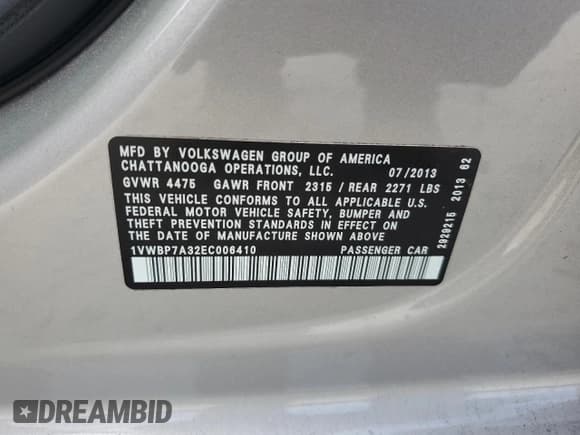 MFD BY VOLKSWAGEN GROUP OF AMERICA
CHATTANOOGA OPERATIONS, LLC. 07/2013
GVWR 4475 GAWR FRONT 2315 / REAR 2271 LBS
THIS VEHICLE CONFORMS TO ALL APPLICABLE U.S.
FEDERAL MOTOR VEHICLE SAFETY, BUMPER AND
THEFT PREVENTION STANDARDS IN EFFECT ON
THE DATE OF MANUFACTURE SHOWN ABOVE
1VWBP7A32EC006410 PASSENGER CAR
2929215 2013 62
DREAMBID